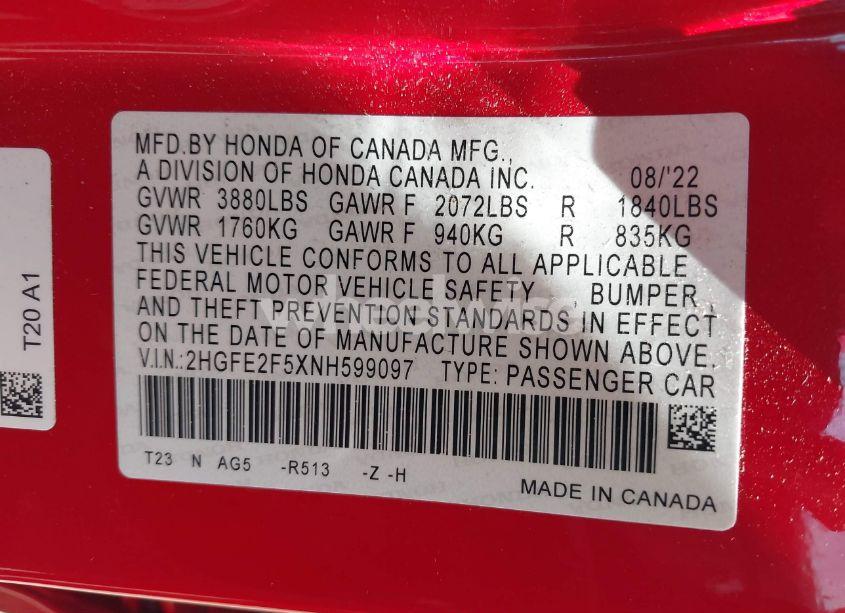 MFD.BY HONDA OF CANADA MFG.,
A DIVISION OF HONDA CANADA INC. 08/'22
GVWR 3880LBS GAWR F 2072LBS R 1840LBS
GVWR 1760KG GAWR F 940KG R 835KG
THIS VEHICLE CONFORMS TO ALL APPLICABLE
FEDERAL MOTOR VEHICLE SAFETY , BUMPER,
AND THEFT PREVENTION STANDARDS IN EFFECT
ON THE DATE OF MANUFACTURE SHOWN ABOVE.
V.I.N.:2HGFE2F5XNH599097 TYPE: PASSENGER CAR
T23 N AG5 -R513 -Z -H
MADE IN CANADA
T20 A1